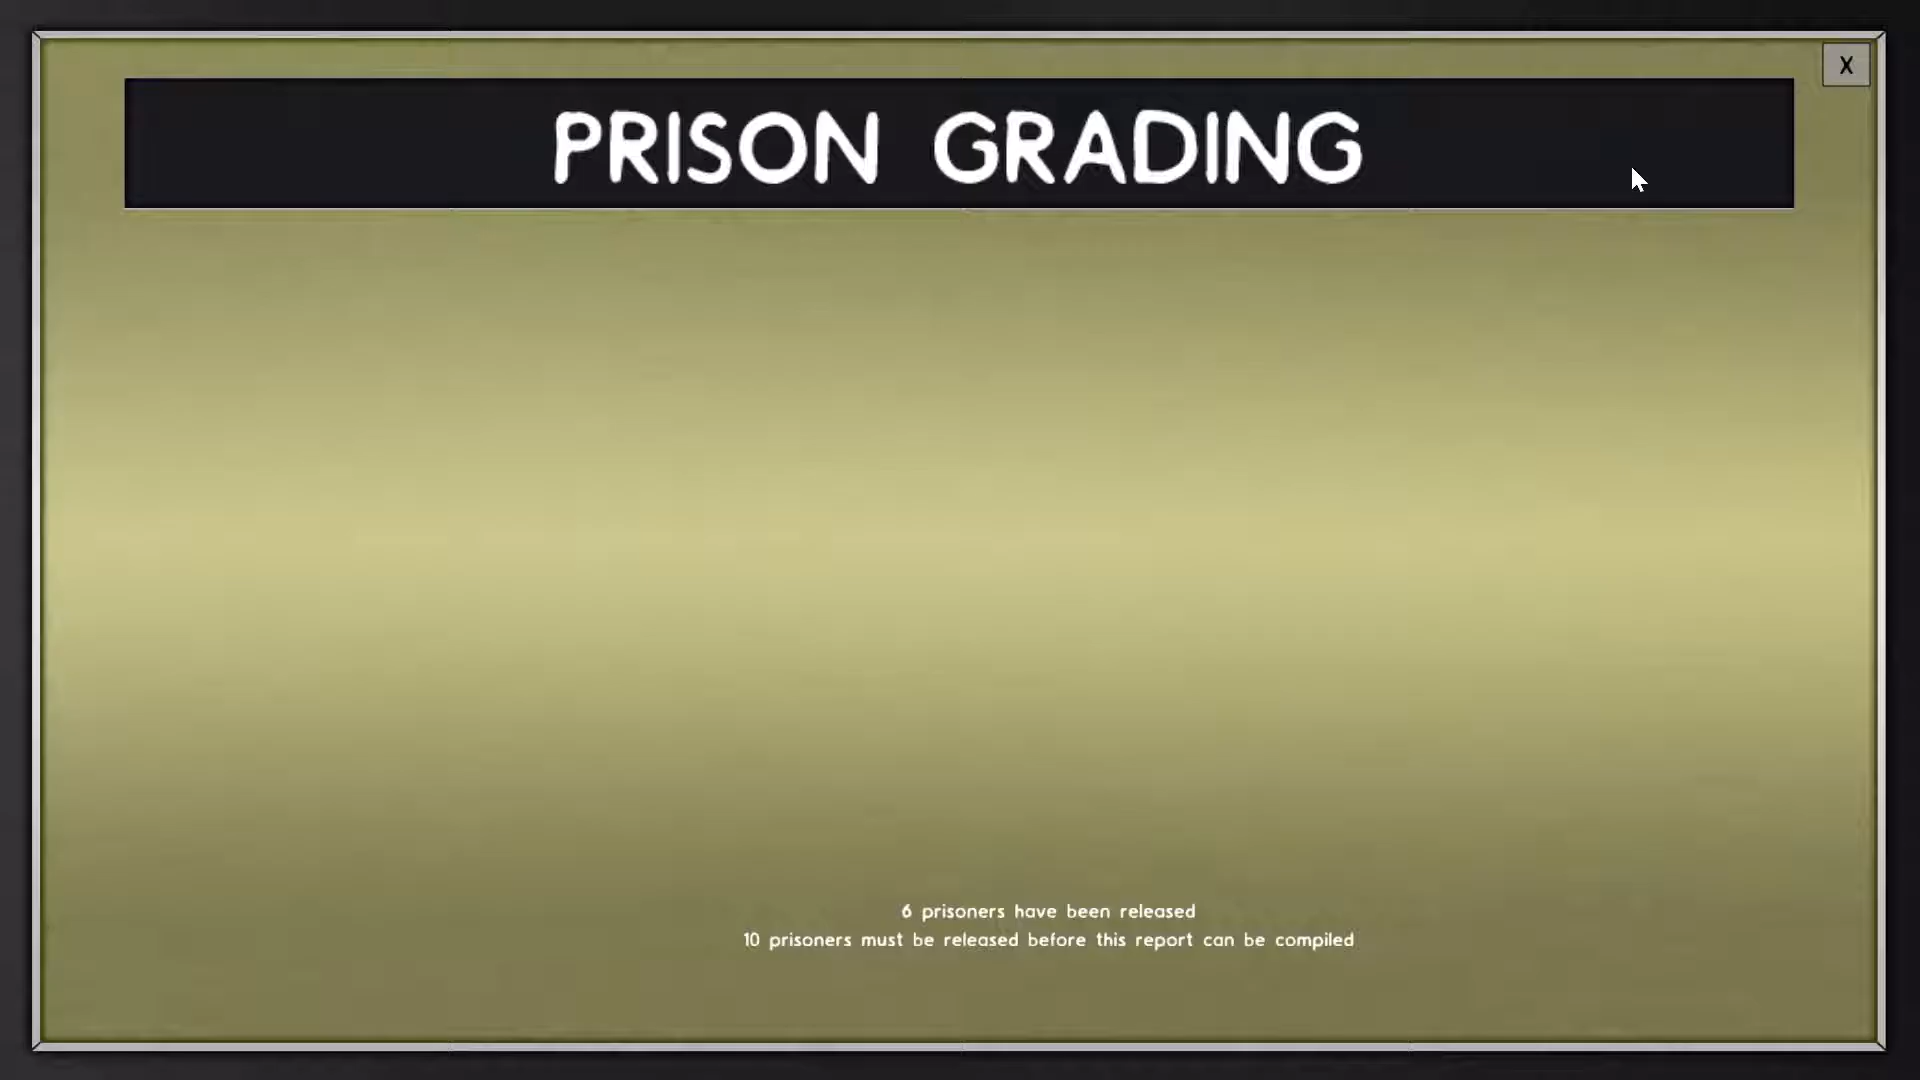 X
PRISON GRADING
6 prisoners have been released
10 prisoners must be released before this report can be compiled